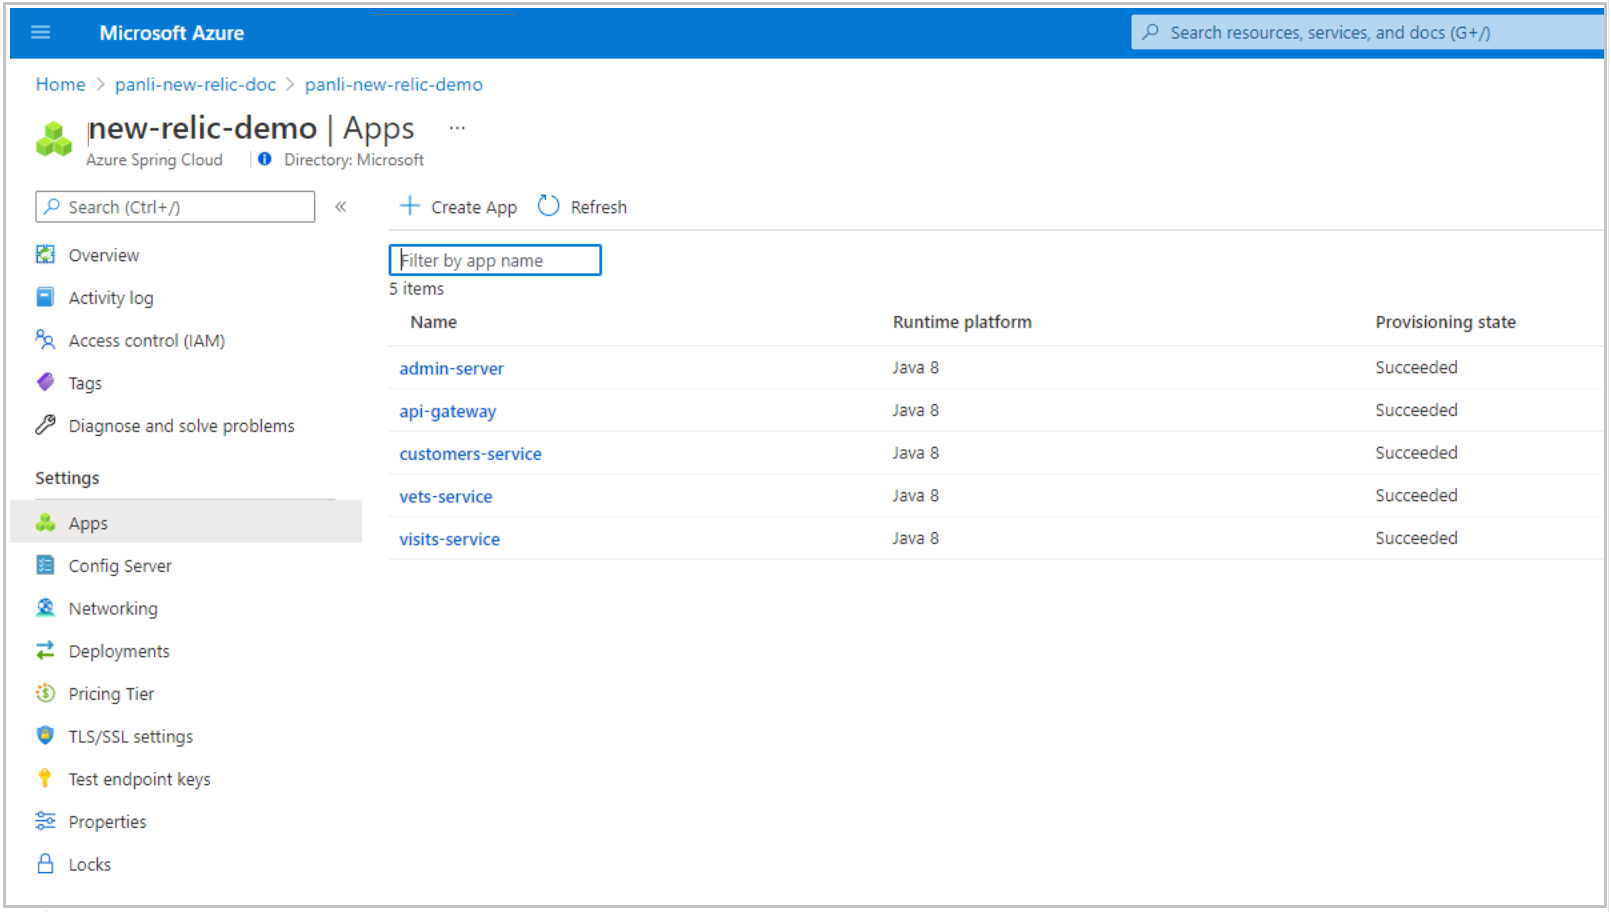 Microsoft Azure
Search resources, services, and docs (G+/)
Home > panli-new-relic-doc > panli-new-relic-demo
new-relic-demo | Apps ...
Azure Spring Cloud | Directory: Microsoft
Search (Ctrl+/) «
Overview
Activity log
Access control (IAM)
Tags
Diagnose and solve problems
Settings
Apps
Config Server
Networking
Deployments
Pricing Tier
TLS/SSL settings
Test endpoint keys
Properties
Locks
+ Create App Refresh
Filter by app name
5 items
Name Runtime platform Provisioning state
admin-server Java 8 Succeeded
api-gateway Java 8 Succeeded
customers-service Java 8 Succeeded
vets-service Java 8 Succeeded
visits-service Java 8 Succeeded